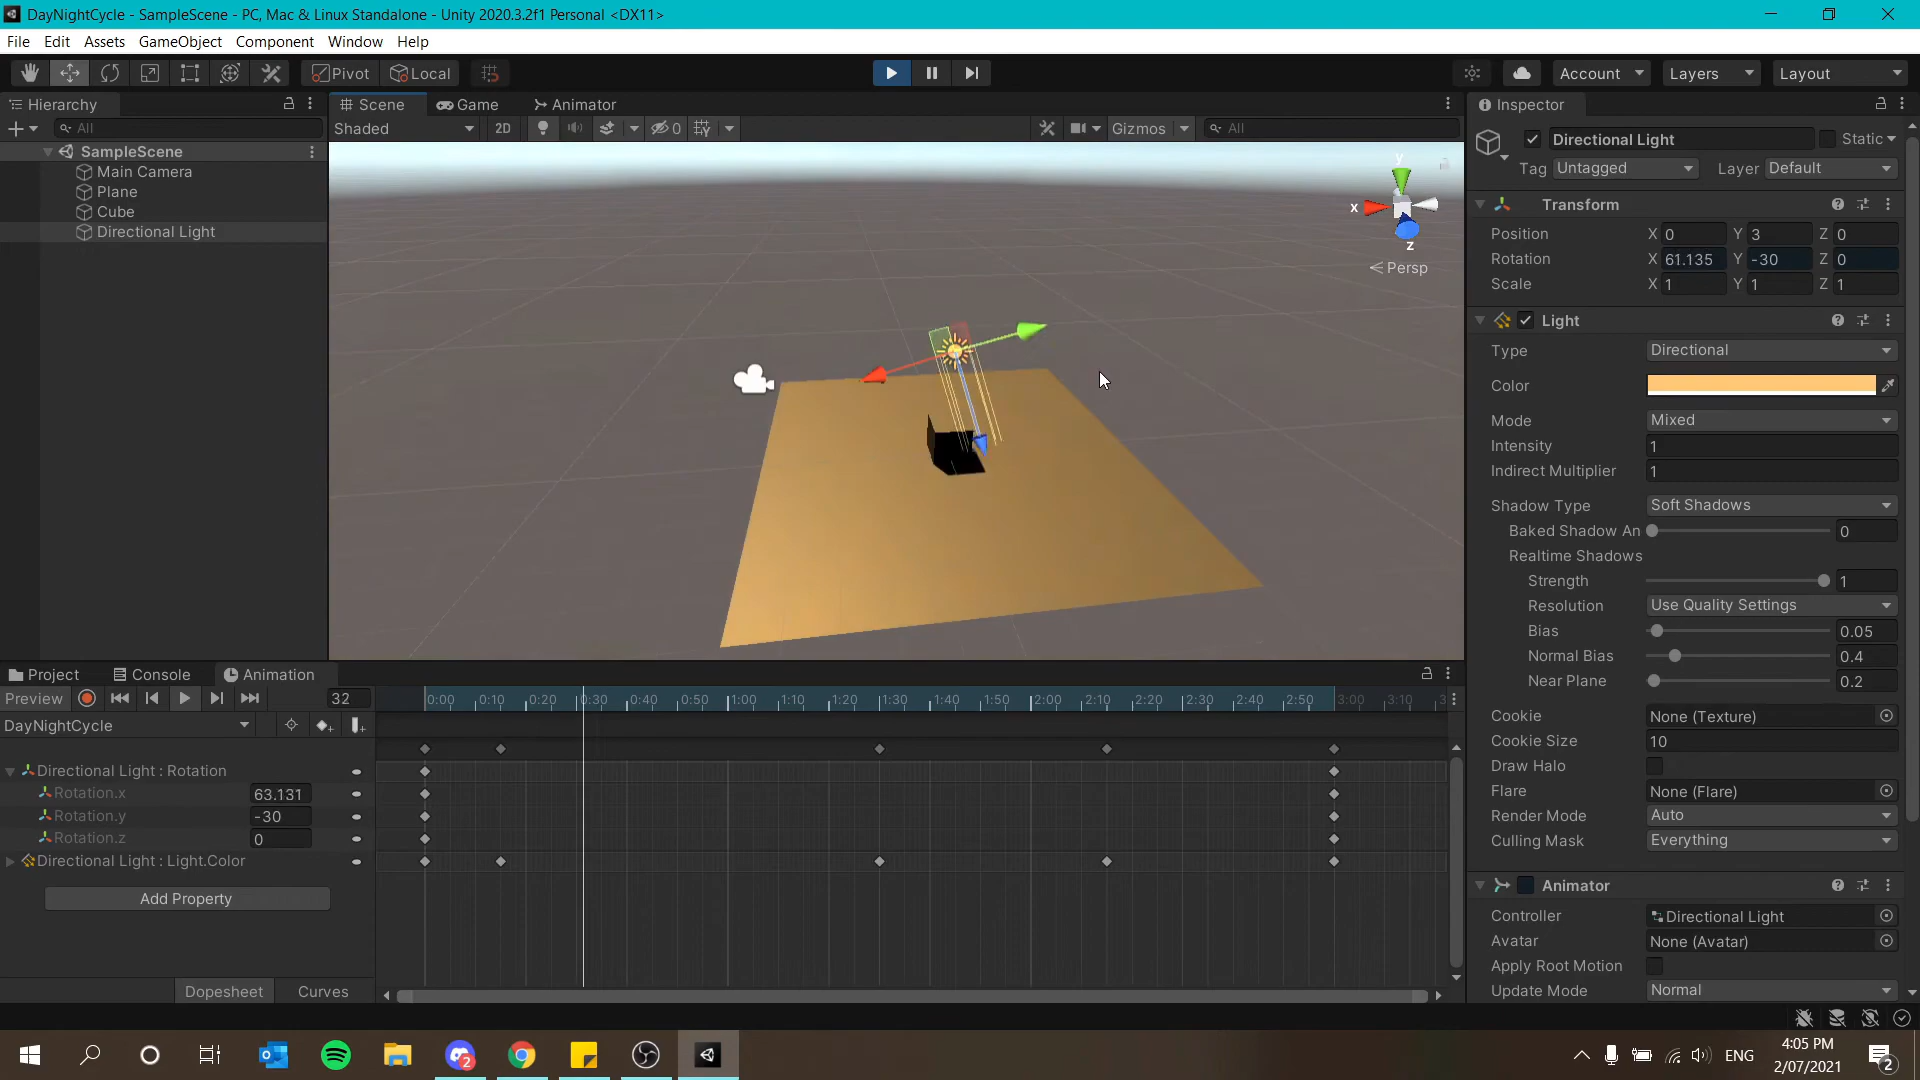 DayNightCycle - SampleScene - PC, Mac & Linux Standalone - Unity 2020.3.2f1 Personal <DX11>
File Edit Assets GameObject Component Window Help
Pivot Local Account Layers Layout
Hierarchy
All
SampleScene
Main Camera
Plane
Cube
Directional Light
Scene Game Animator
Shaded 2D 0 Gizmos All
y
x
z
Persp
Inspector
Directional Light Static
Tag Untagged Layer Default
Transform
Position X 0 Y 3 Z 0
Rotation X 61.135 Y -30 Z 0
Scale X 1 Y 1 Z 1
Light
Type Directional
Color
Mode Mixed
Intensity 1
Indirect Multiplier 1
Shadow Type Soft Shadows
Baked Shadow An 0
Realtime Shadows
Strength 1
Resolution Use Quality Settings
Bias 0.05
Normal Bias 0.4
Near Plane 0.2
Cookie None (Texture)
Cookie Size 10
Draw Halo
Flare None (Flare)
Render Mode Auto
Culling Mask Everything
Animator
Controller Directional Light
Avatar None (Avatar)
Apply Root Motion
Update Mode Normal
Project Console Animation
Preview 32 0:00 0:10 0:20 0:30 0:40 0:50 1:00 1:10 1:20 1:30 1:40 1:50 2:00 2:10 2:20 2:30 2:40 2:50 3:00 3:10
DayNightCycle
Directional Light : Rotation
Rotation.x 63.131
Rotation.y -30
Rotation.z 0
Directional Light : Light.Color
Add Property
Dopesheet Curves
2
ENG
4:05 PM
2/07/2021
2